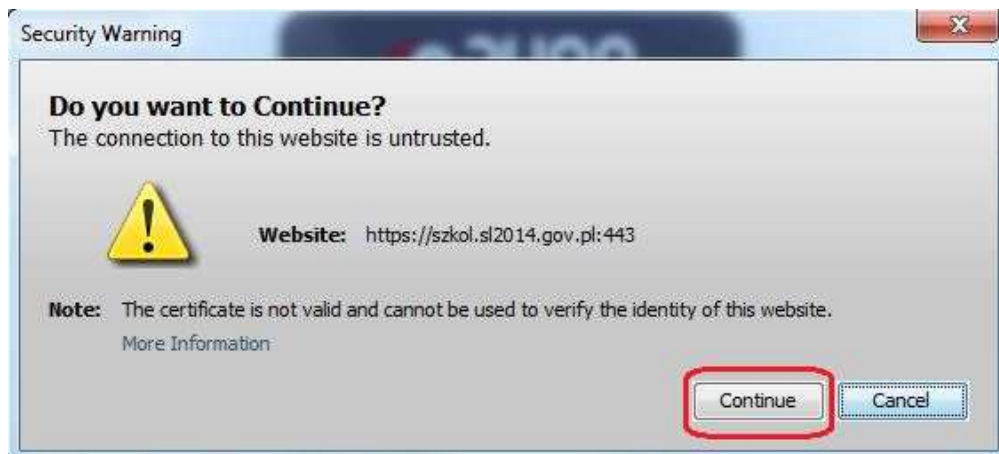 Security Warning
Do you want to Continue?
The connection to this website is untrusted.
Website: https://szkol.sl2014.gov.pl:443
Note: The certificate is not valid and cannot be used to verify the identity of this website.
More Information
Continue Cancel